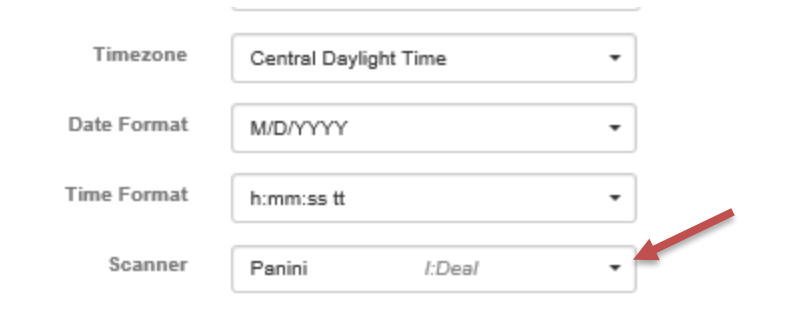 Timezone Central Daylight Time
Date Format M/D/YYYY
Time Format h:mm:ss tt
Scanner Panini I:Deal